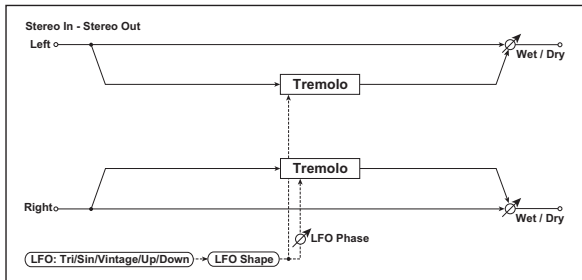 Stereo In - Stereo Out
Left
Wet / Dry
Tremolo
Tremolo
Right
Wet / Dry
LFO Phase
LFO: Tri/Sin/Vintage/Up/Down
LFO Shape